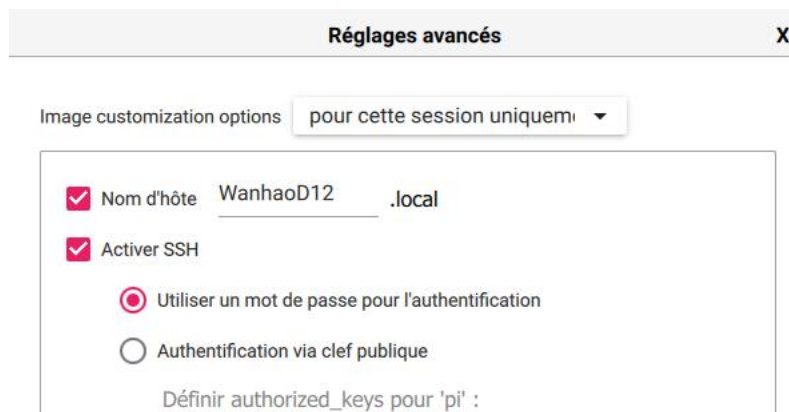 Réglages avancés X
Image customization options pour cette session uniquem
Nom d'hôte WanhaoD12 .local
Activer SSH
Utiliser un mot de passe pour l'authentification
Authentification via clef publique
Définir authorized_keys pour 'pi' :